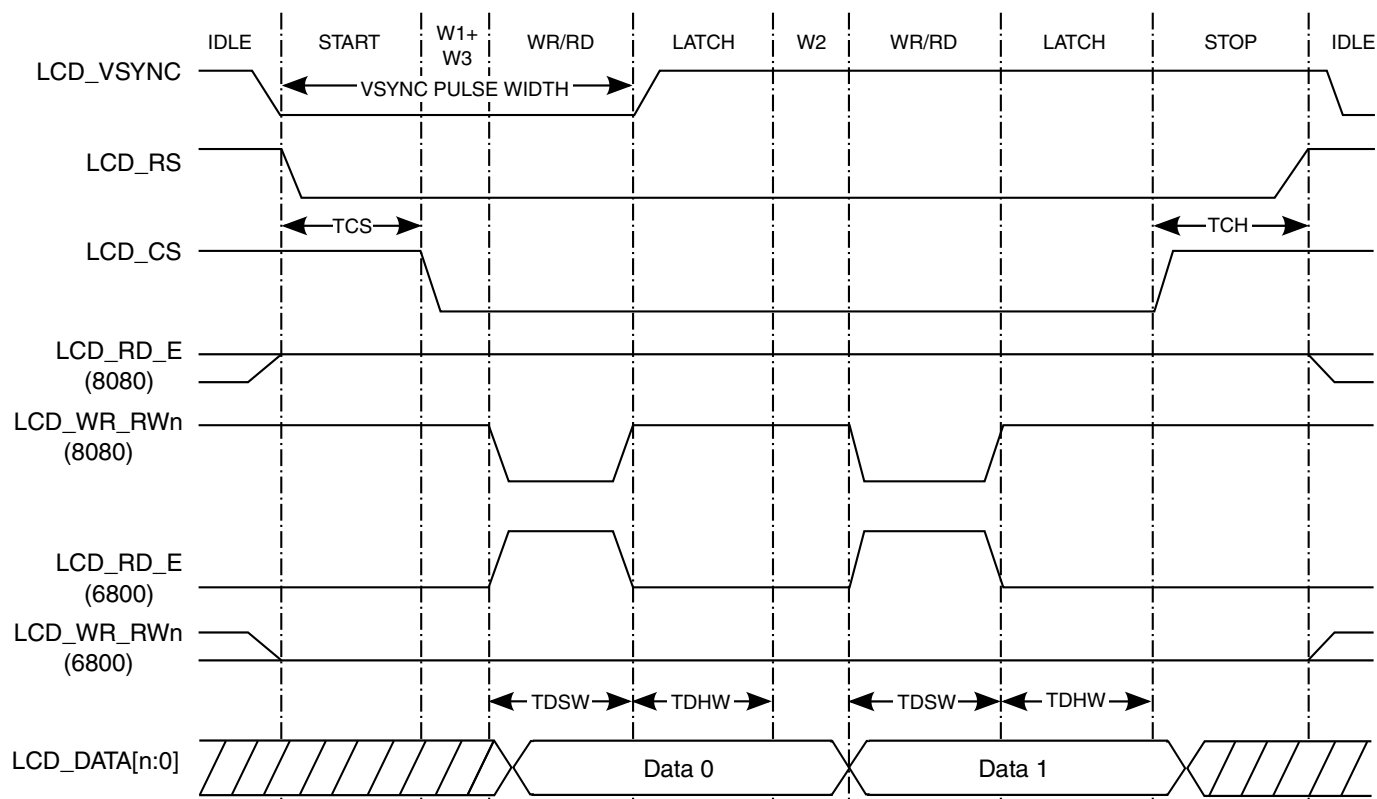 IDLE START W1+ WR/RD LATCH W2 WR/RD LATCH STOP IDLE
W3
LCD_VSYNC
VSYNC PULSE WIDTH
LCD_RS
TCS TCH
LCD_CS
LCD_RD_E
(8080)
LCD_WR_RWn
(8080)
LCD_RD_E
(6800)
LCD_WR_RWn
(6800)
TDSW TDHW TDSW TDHW
LCD_DATA[n:0] Data 0 Data 1